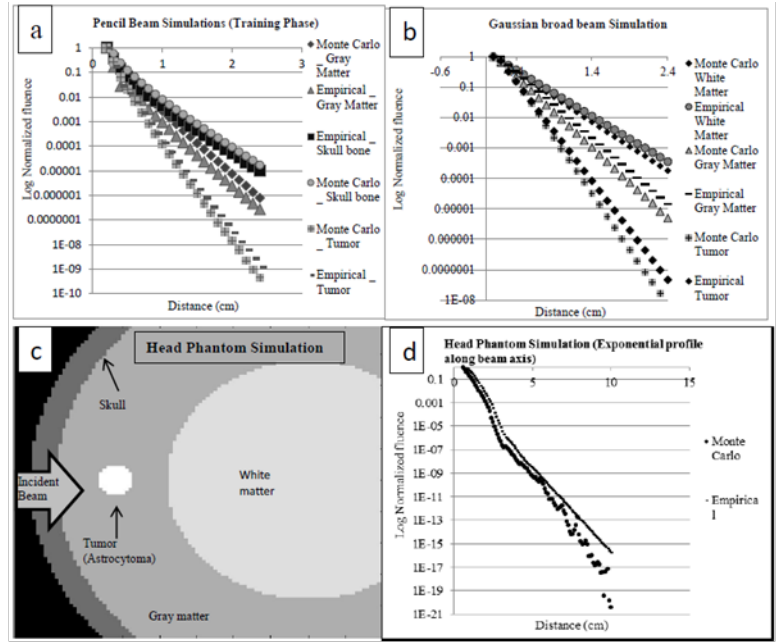 a
Pencil Beam Simulations (Training Phase)
1
0.1
0.01
0.001
0.0001
0.00001
0.000001
0.0000001
1E-08
1E-09
1E-10
0
1
2
3
Log Normalized fluence
Distance (cm)
Monte Carlo
_ Gray
Matter
Empirical _
Gray Matter
Empirical _
Skull bone
Monte Carlo
_ Skull bone
Monte Carlo
_ Tumor
Empirical _
Tumor
b
Gaussian broad beam Simulation
1
0.1
0.01
0.001
0.0001
0.00001
0.000001
0.0000001
1E-08
-0.6
0.4
1.4
2.4
Log Normalized fluence
Distance (cm)
Monte Carlo
White
Matter
Empirical
White
Matter
Monte Carlo
Gray Matter
Empirical
Gray Matter
Monte Carlo
Tumor
Empirical
Tumor
c
Head Phantom Simulation
Skull
Incident
Beam
White
matter
Tumor
(Astrocytoma)
Gray matter
d
Head Phantom Simulation (Exponential profile
along beam axis)
0
5
10
15
0.1
0.001
1E-05
1E-07
1E-09
1E-11
1E-13
1E-15
1E-17
1E-19
1E-21
Log Normalized fluence
Distance (cm)
Monte
Carlo
Empirica
l